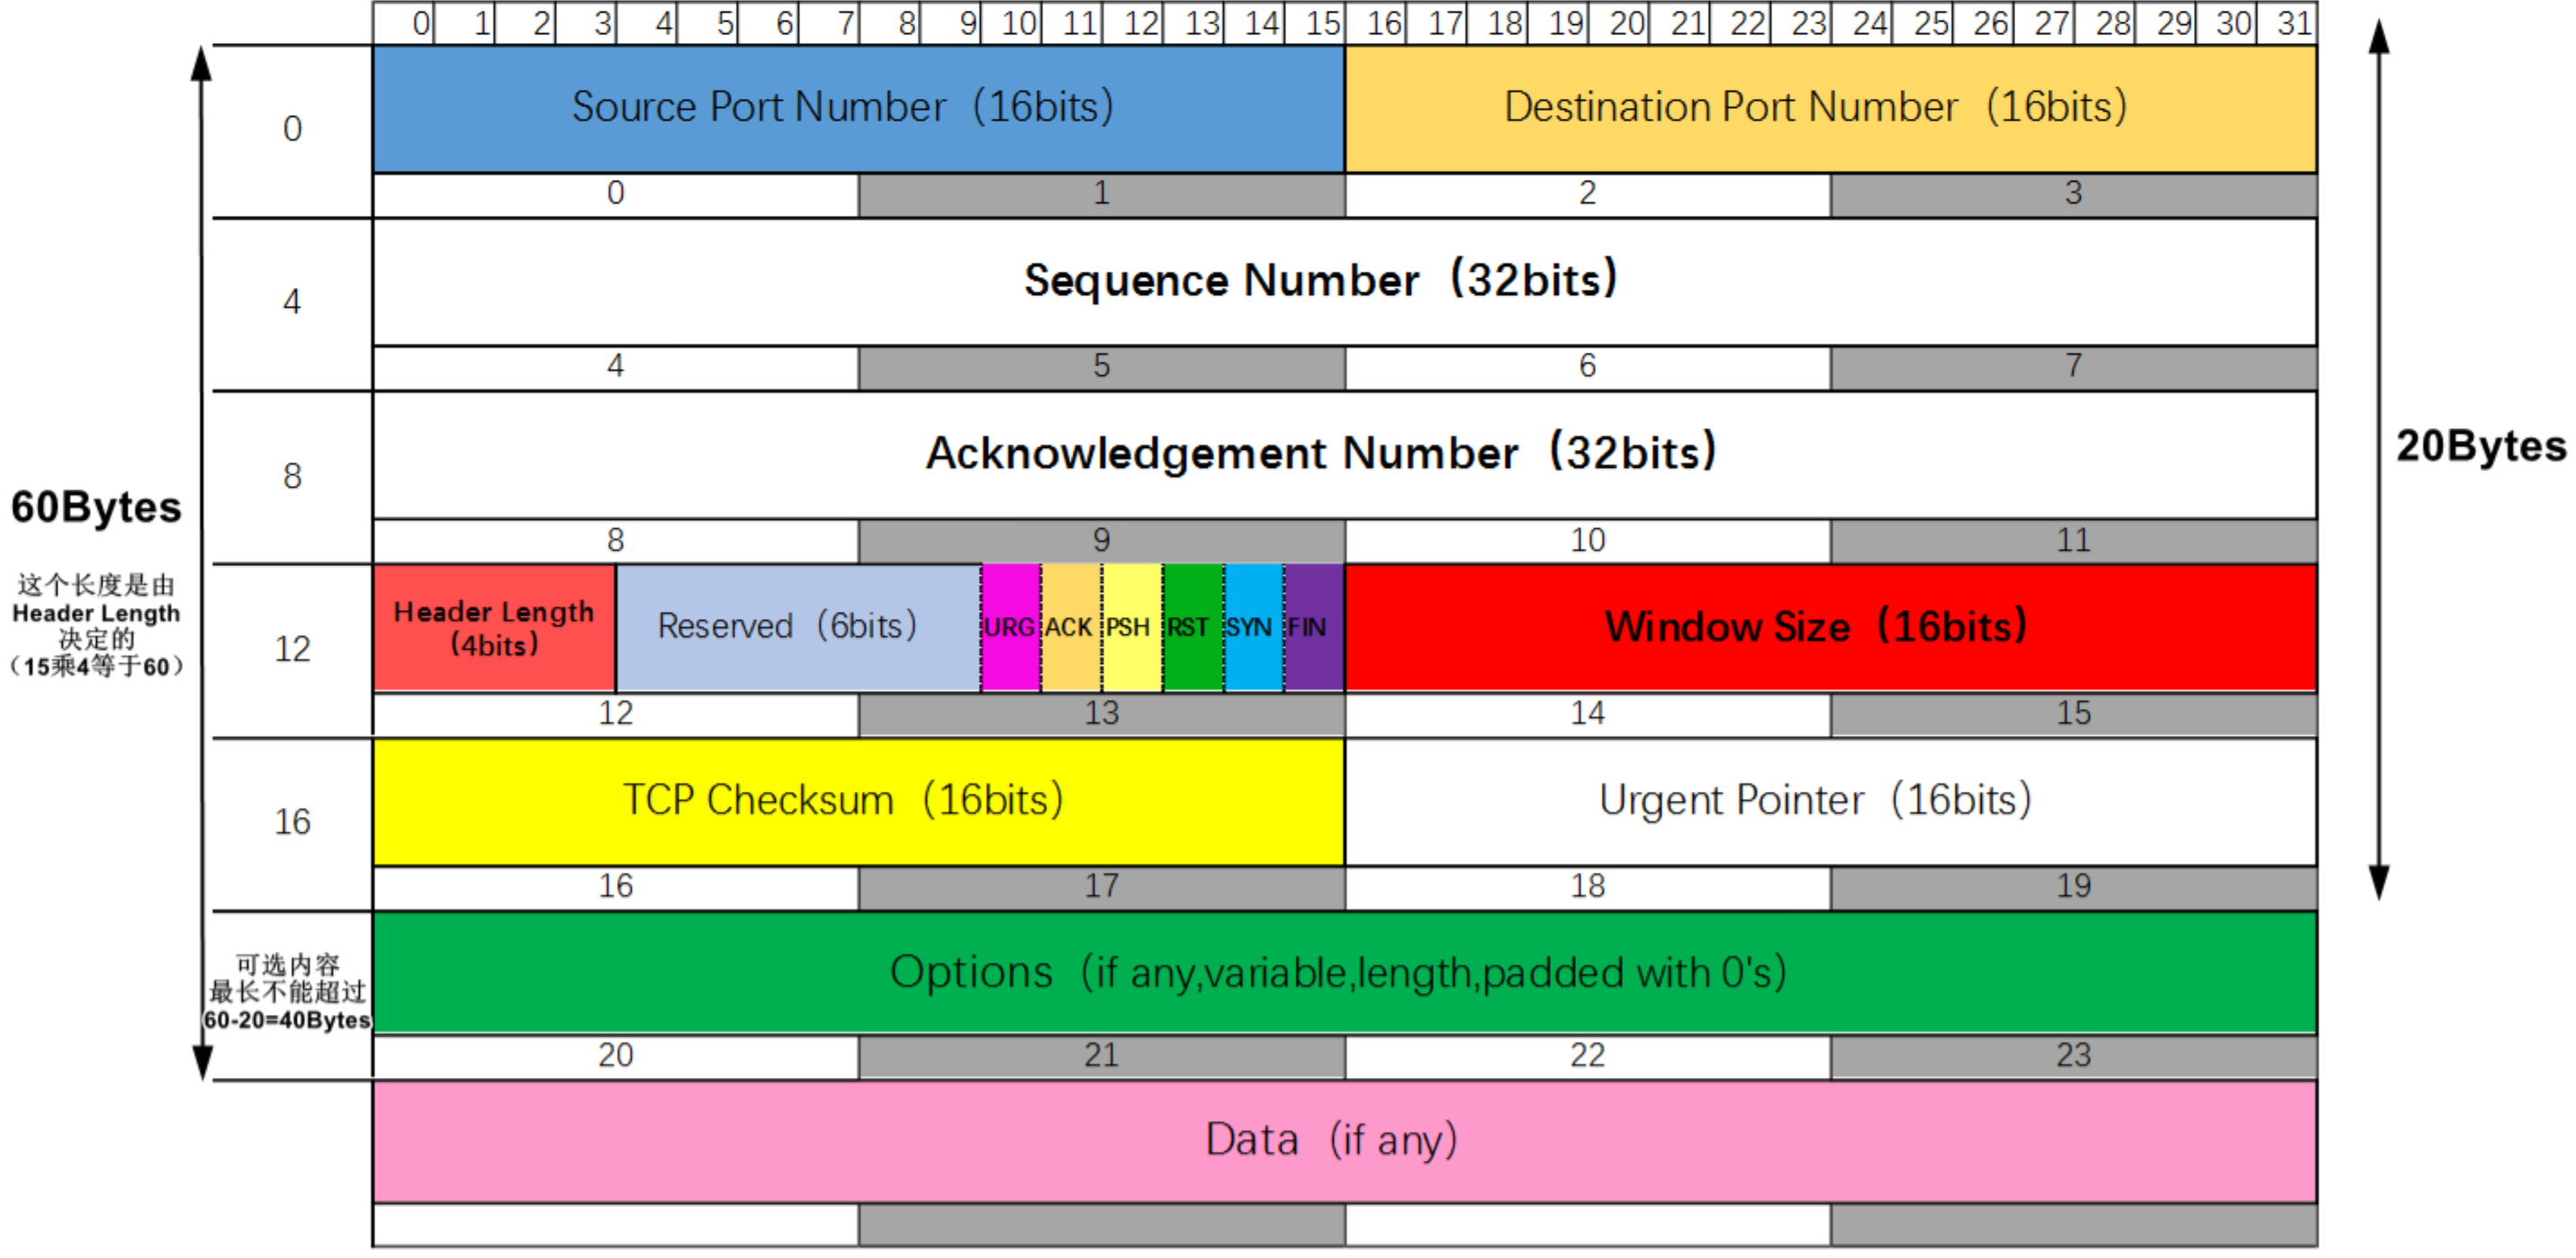 0 1 2 3 4 5 6 7 8 9 10 11 12 13 14 15 16 17 18 19 20 21 22 23 24 25 26 27 28 29 30 31
0
Source Port Number（16bits）
Destination Port Number（16bits）
0 1 2 3
4
Sequence Number（32bits）
4 5 6 7
8
Acknowledgement Number（32bits）
8 9 10 11
60Bytes
这个长度是由
Header Length
决定的
（15乘4等于60）
20Bytes
12
Header Length
(4bits)
Reserved（6bits）
URG ACK PSH RST SYN FIN
Window Size（16bits）
12 13 14 15
16
TCP Checksum（16bits）
Urgent Pointer（16bits）
16 17 18 19
可选内容
最长不能超过
60-20=40Bytes
Options（if any,variable,length,padded with 0's）
20 21 22 23
Data（if any）